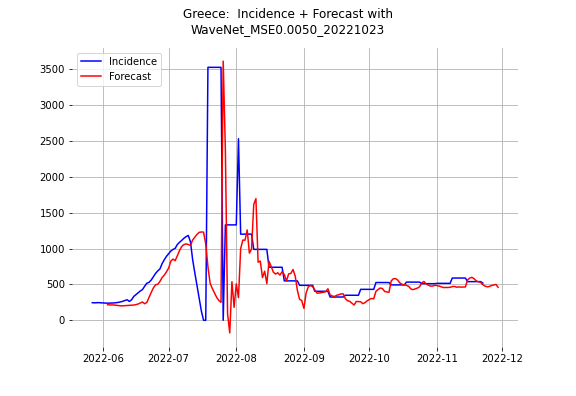 Greece:  Incidence + Forecast with
WaveNet_MSE0.0050_20221023
Incidence
Forecast
3500
3000
2500
2000
1500
1000
500
0
2022-06 2022-07 2022-08 2022-09 2022-10 2022-11 2022-12